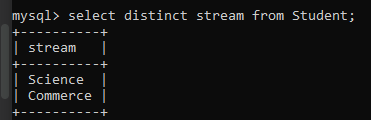 mysql> select distinct stream from Student;
+----------+
| stream   |
+----------+
| Science  |
| Commerce |
+----------+